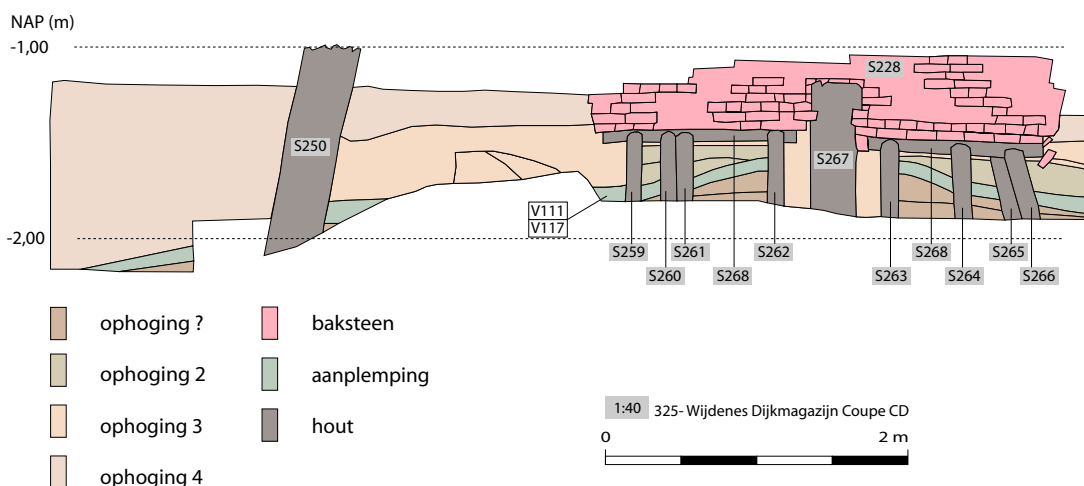 NAP (m)
-1,00
S228
S250
S267
V111
V117
-2,00
S259 S261 S262 S263 S268 S265
S260 S268 S264 S266
ophoging ? baksteen
ophoging 2 aanplemping
ophoging 3 hout
1:40 325- Wijdenes Dijkmagazijn Coupe CD
0 2 m
ophoging 4